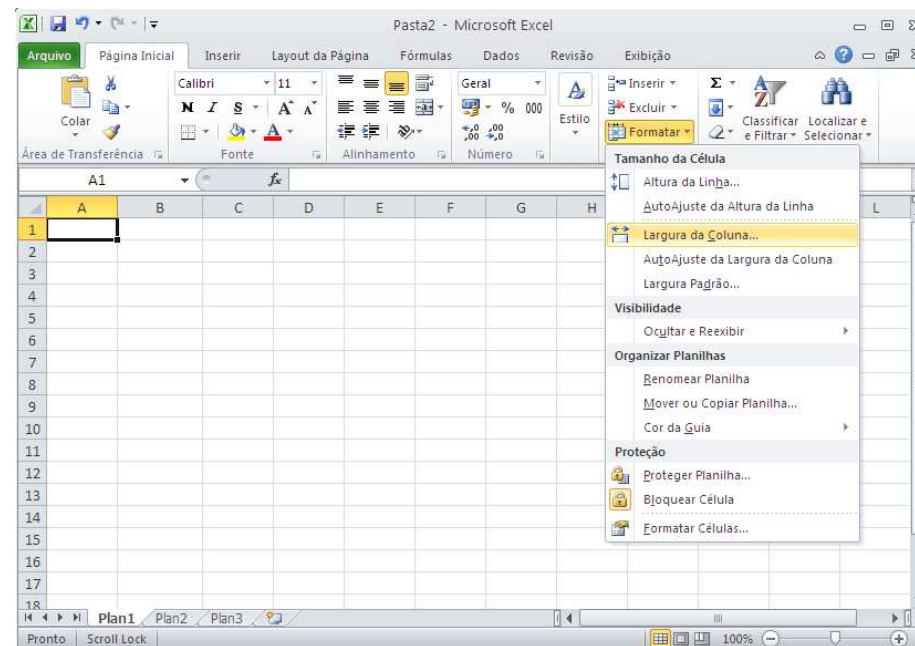 Pasta2 - Microsoft Excel
Arquivo Página Inicial Inserir Layout da Página Fórmulas Dados Revisão Exibição
Colar
Área de Transferência
Calibri 11
N I S A A
A
Fonte
Alinhamento
Geral
% 000
,00 ,00 ,0
Número
Estilo
Inserir
Excluir
Formatar
Σ
Classificar e Filtrar
Localizar e Selecionar
A1 fx
A B C D E F G H L
1
2
3
4
5
6
7
8
9
10
11
12
13
14
15
16
17
18
Tamanho da Célula
Altura da Linha...
AutoAjuste da Altura da Linha
Largura da Coluna...
AutoAjuste da Largura da Coluna
Largura Padrão...
Visibilidade
Ocultar e Reexibir
Organizar Planilhas
Renomear Planilha
Mover ou Copiar Planilha...
Cor da Guia
Proteção
Proteger Planilha...
Bloquear Célula
Formatar Células...
Plan1 Plan2 Plan3
Pronto Scroll Lock 100%